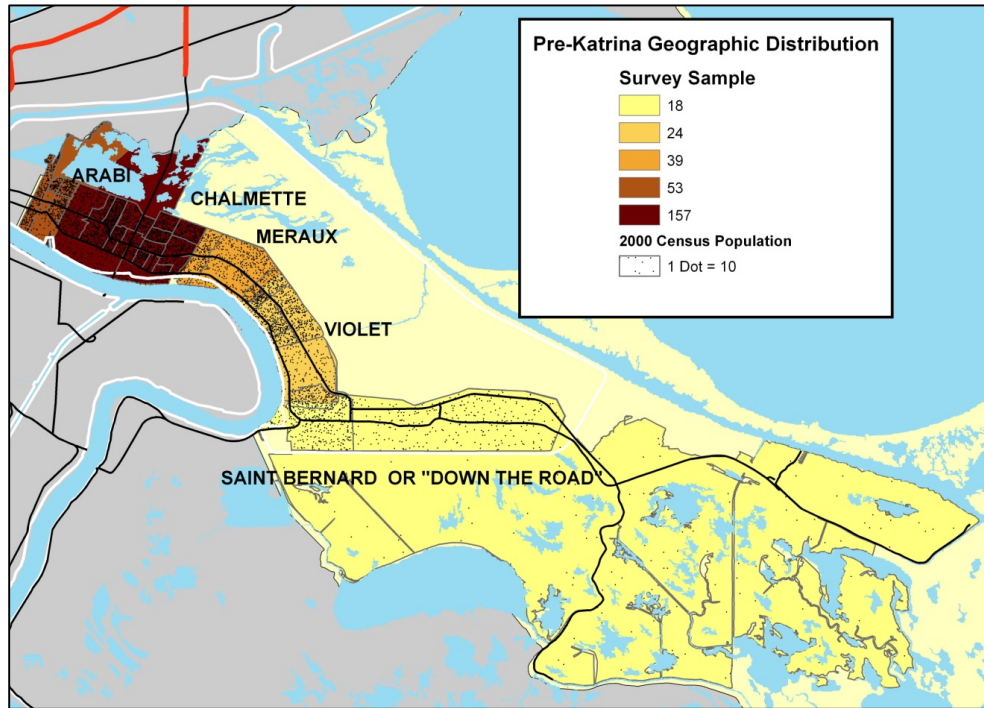 Pre-Katrina Geographic Distribution
Survey Sample
18
24
39
53
157
2000 Census Population
1 Dot = 10
ARABI
CHALMETTE
MERAUX
VIOLET
SAINT BERNARD OR "DOWN THE ROAD"